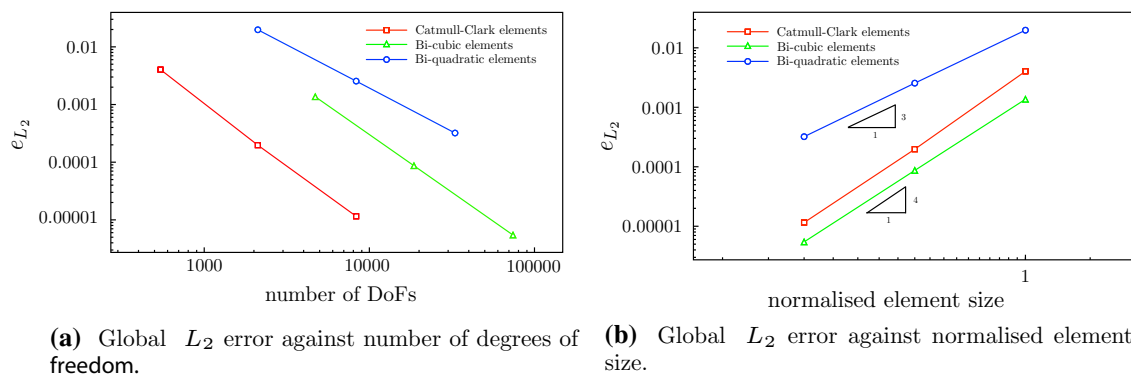 0.01
0.001
0.0001
0.00001
e_{L_2}
Catmull-Clark elements
Bi-cubic elements
Bi-quadratic elements
1000
10000
100000
number of DoFs
(a) Global L_2 error against number of degrees of
freedom.
0.01
0.001
0.0001
0.00001
e_{L_2}
Catmull-Clark elements
Bi-cubic elements
Bi-quadratic elements
3
1
4
1
1
normalised element size
(b) Global L_2 error against normalised element
size.